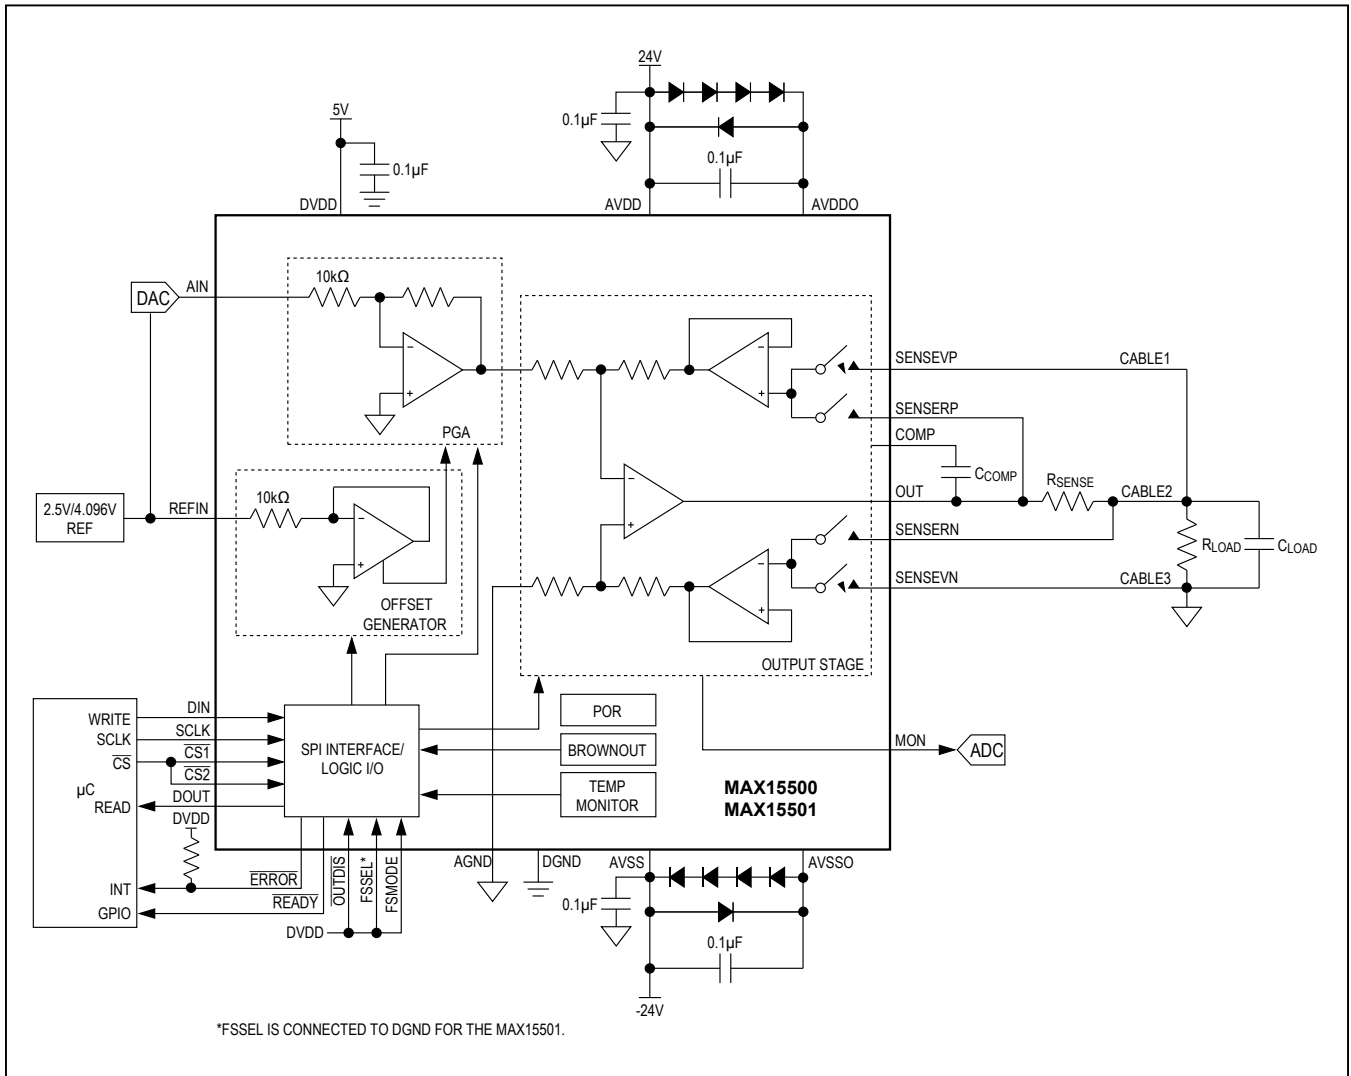 24V
0.1µF
5V
0.1µF
0.1µF
DVDD
AVDD
AVDDO
10kΩ
DAC
AIN
PGA
SENSEVP
CABLE1
SENSERP
COMP
CCOMP
RSENSE
OUT
CABLE2
2.5V/4.096V
REF
REFIN
10kΩ
OFFSET
GENERATOR
SENSERN
RLOAD
CLOAD
SENSEVN
CABLE3
OUTPUT STAGE
µC
WRITE
SCLK
CS
READ
INT
GPIO
DIN
SCLK
CS1
CS2
DOUT
DVDD
SPI INTERFACE/
LOGIC I/O
POR
BROWNOUT
TEMP
MONITOR
MON
ADC
MAX15500
MAX15501
ERROR
READY
OUTDIS
FSSEL*
FSMODE
DVDD
AGND
DGND
AVSS
AVSSO
0.1µF
0.1µF
-24V
*FSSEL IS CONNECTED TO DGND FOR THE MAX15501.